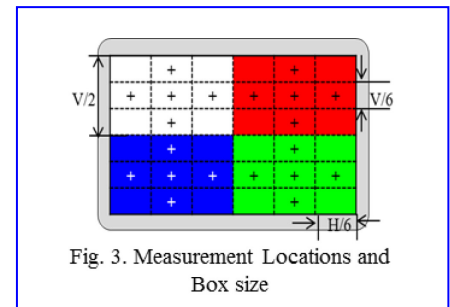 V/2
V/6
H/6
Fig. 3. Measurement Locations and
Box size